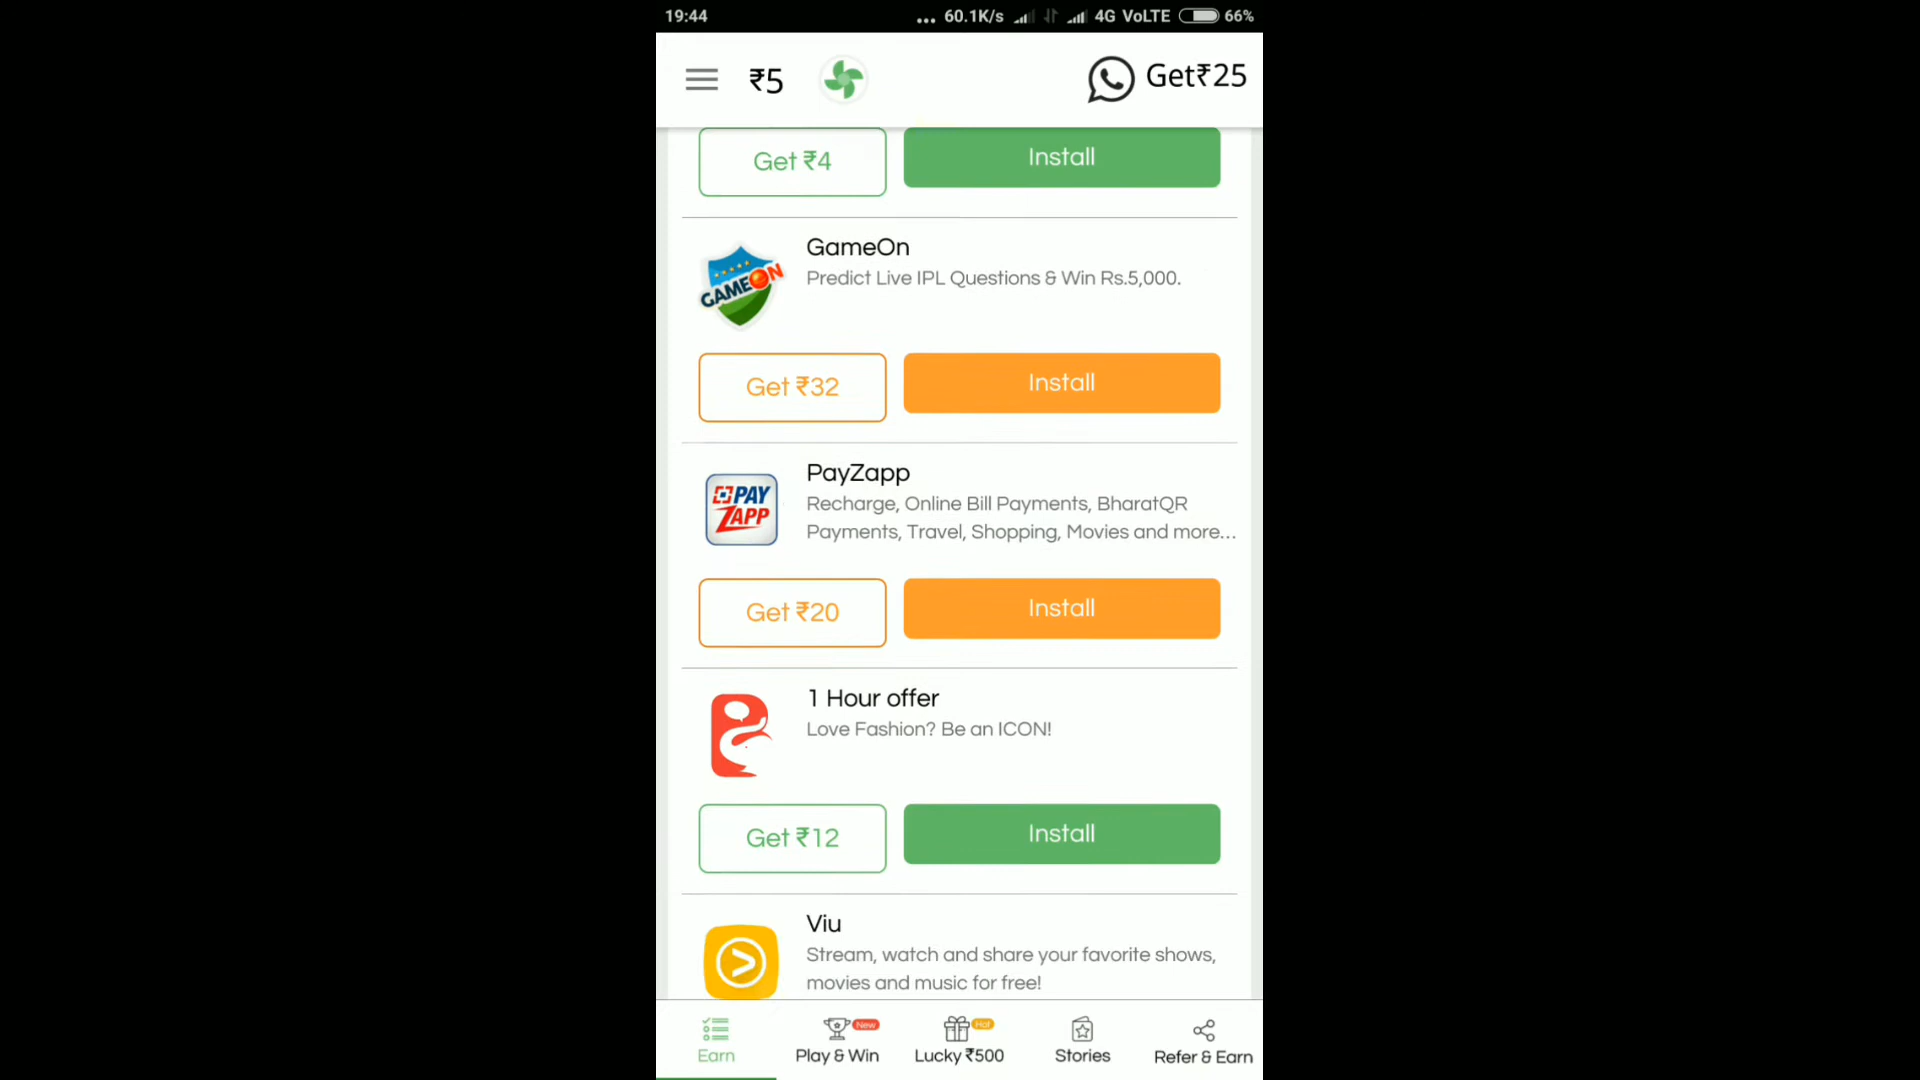 19:44 ... 60.1K/s 4G VoLTE 66%
₹5 Get₹25
Get ₹4 Install
GameOn
Predict Live IPL Questions & Win Rs.5,000.
GAMEON
Get ₹32 Install
PayZapp
Recharge, Online Bill Payments, BharatQR
Payments, Travel, Shopping, Movies and more...
PAY
ZAPP
Get ₹20 Install
1 Hour offer
Love Fashion? Be an ICON!
Get ₹12 Install
Viu
Stream, watch and share your favorite shows,
movies and music for free!
New Hot
Earn Play & Win Lucky ₹500 Stories Refer & Earn